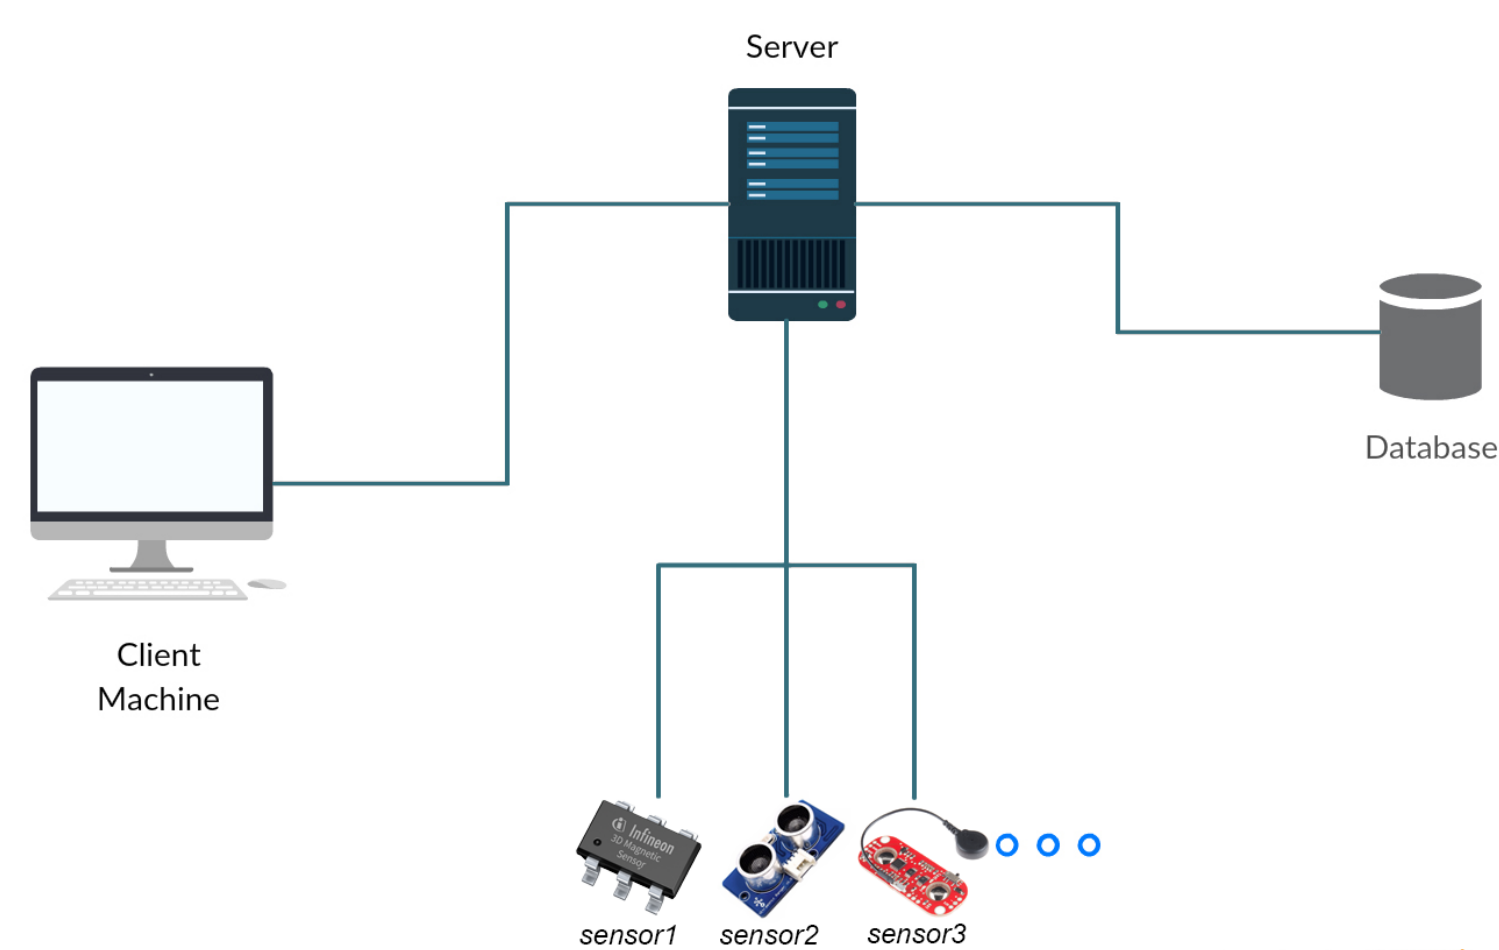 Server
Database
Client
Machine
Infineon
3D Magnetic
Sensor
sensor1
sensor2
sensor3